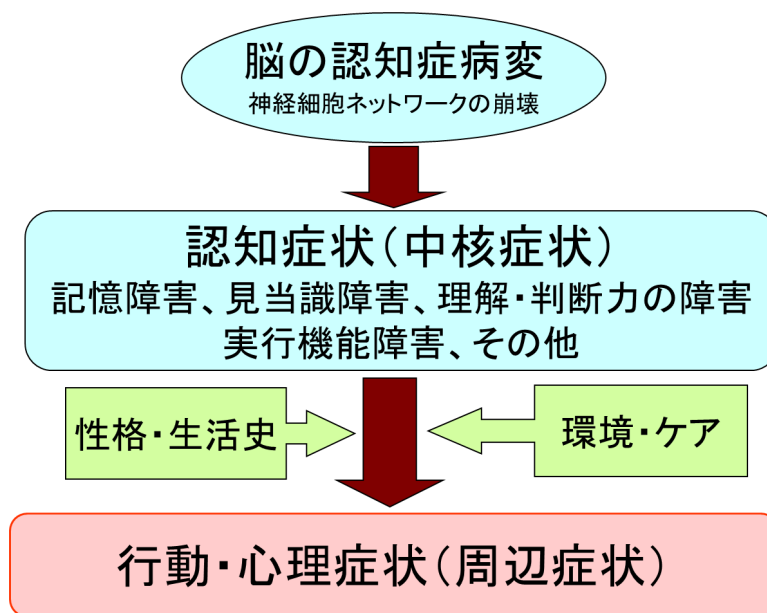 脳の認知症病変
神経細胞ネットワークの崩壊
認知症状（中核症状）
記憶障害、見当識障害、理解・判断力の障害
実行機能障害、その他
性格・生活史
環境・ケア
行動・心理症状（周辺症状）